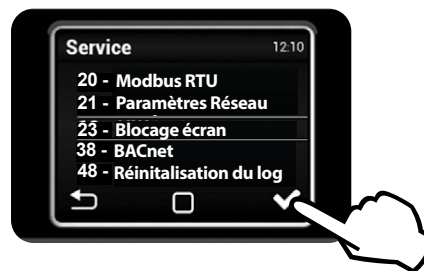 Service 12:10
20 - Modbus RTU
21 - Paramètres Réseau
23 - Blocage écran
38 - BACnet
48 - Réinitalisation du log